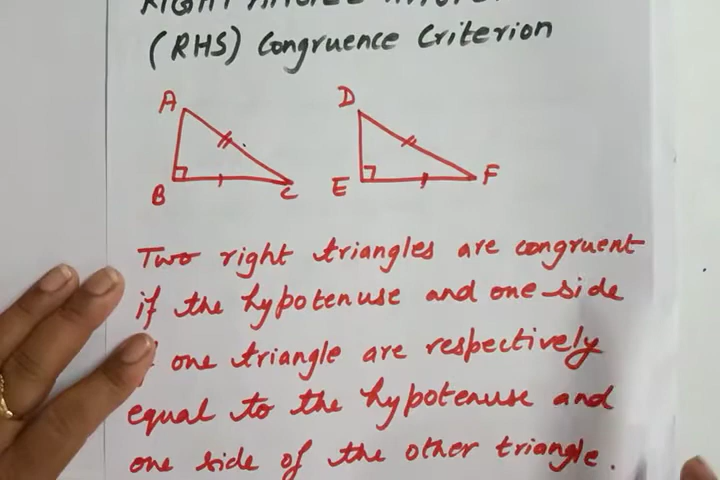 (RHS) Congruence Criterion
A D
B C E F
Two right triangles are congruent
if the hypotenuse and one side
one triangle are respectively
equal to the hypotenuse and
one side of the other triangle.